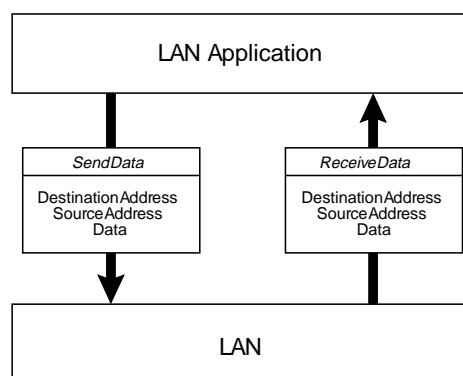 LAN Application
SendData
DestinationAddress
SourceAddress
Data
ReceiveData
DestinationAddress
SourceAddress
Data
LAN